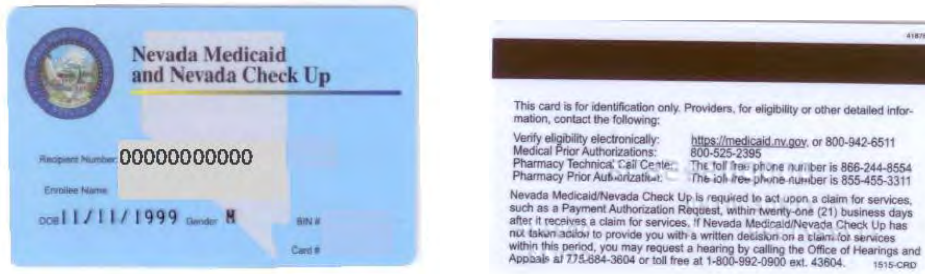 Nevada Medicaid
and Nevada Check Up
Recipient Number 00000000000
Enrollee Name
DOB 11/11/1999 Gender M BIN #
Card #
This card is for identification only. Providers, for eligibility or other detailed infor-
mation, contact the following:
Verify eligibility electronically: https://medicaid.nv.gov, or 800-942-6511
Medical Prior Authorizations: 800-525-2395
Pharmacy Technical Call Center: The toll free phone number is 866-244-8554
Pharmacy Prior Authorization: The toll free phone number is 855-455-3311
Nevada Medicaid/Nevada Check Up is required to act upon a claim for services,
such as a Payment Authorization Request, within twenty-one (21) business days
after it receives a claim for services. If Nevada Medicaid/Nevada Check Up has
not taken action to provide you with a written decision on a claim for services
within this period, you may request a hearing by calling the Office of Hearings and
Appeals at 775-684-3604 or toll free at 1-800-992-0900 ext. 43604. 1515-CRD